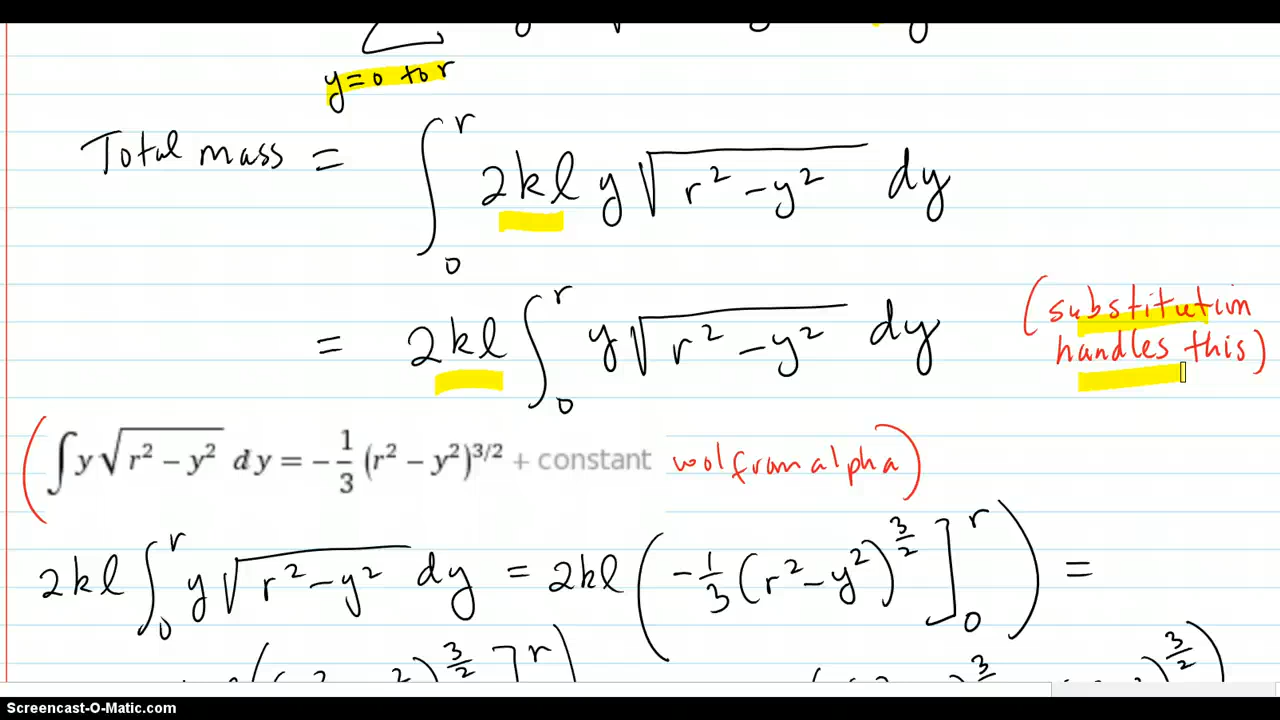 y=0 to r
Total mass = ∫₀ʳ 2kl y √(r² − y²) dy
= 2kl ∫₀ʳ y √(r² − y²) dy
(substitution
handles this)
(∫ y √(r² − y²) dy = −1/3 (r² − y²)^3/2 + constant wolframalpha)
2kl ∫₀ʳ y √(r² − y²) dy = 2kl (−1/3 (r² − y²)^3/2 ]₀ʳ) =
Screencast-O-Matic.com